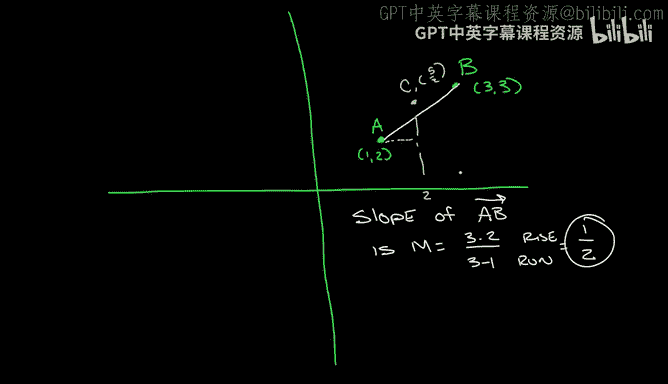 GPT中英字幕课程资源@bilibili.com
GPT中英字幕课程资源 bilibili
B
C, (5/2)
(3,3)
A
(1,2)
2
SLOPE of AB
is M = 3-2 / 3-1 RISE / RUN = 1/2